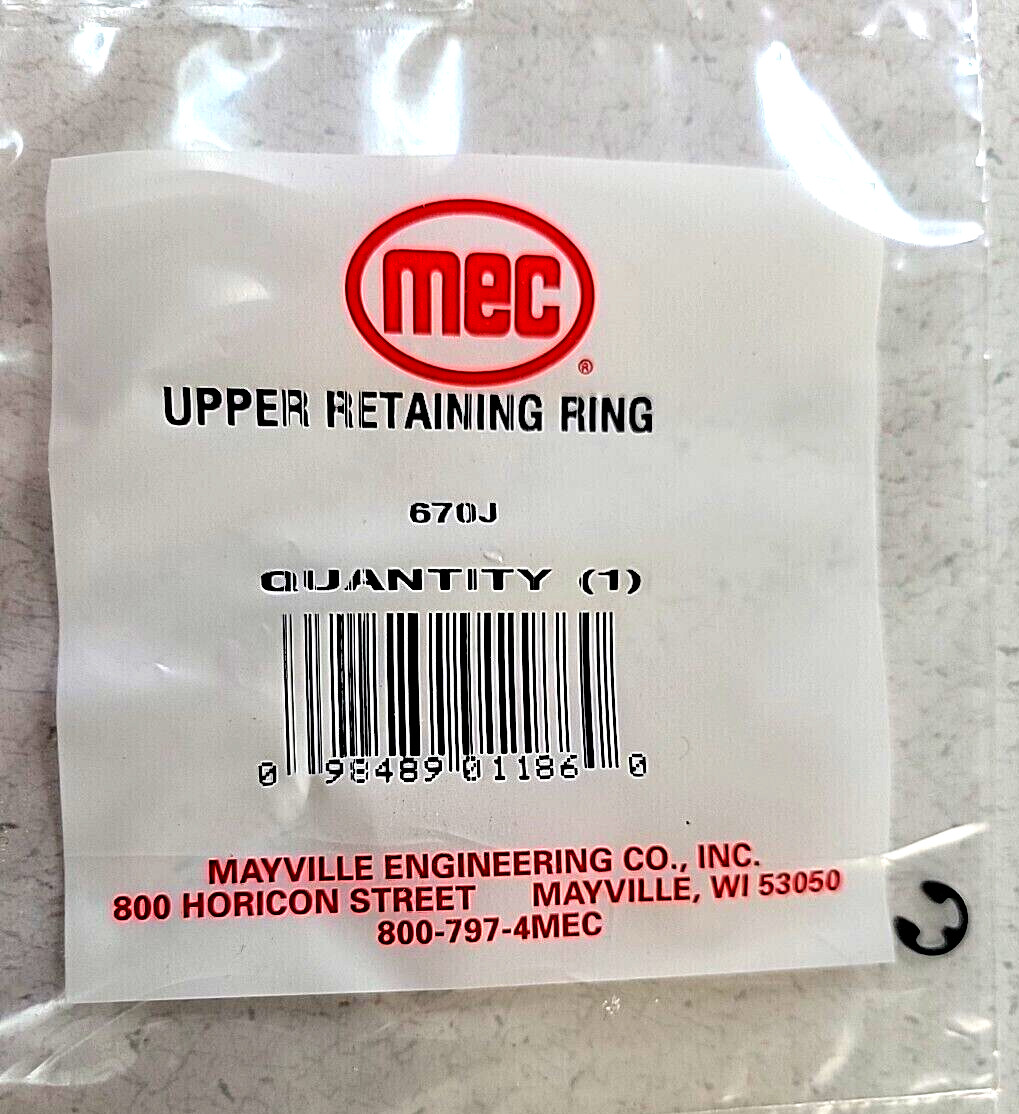 mec
®
UPPER RETAINING RING
670J
QUANTITY (1)
0 98489 01186 0
MAYVILLE ENGINEERING CO., INC.
800 HORICON STREET MAYVILLE, WI 53050
800-797-4MEC